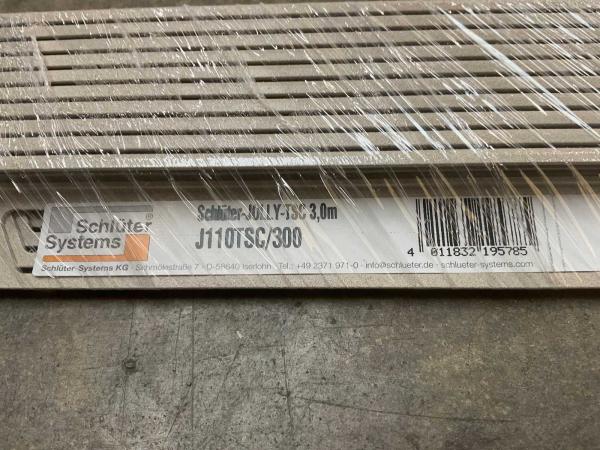 Schlüter®
Systems
Schlüter-JOLLY-TSC 3,0m
J110TSC/300
4 011832 195785
Schlüter-Systems KG · Schmölestraße 7 · D-58640 Iserlohn · Tel.: +49 2371 971-0 · info@schlueter.de · schlueter-systems.com